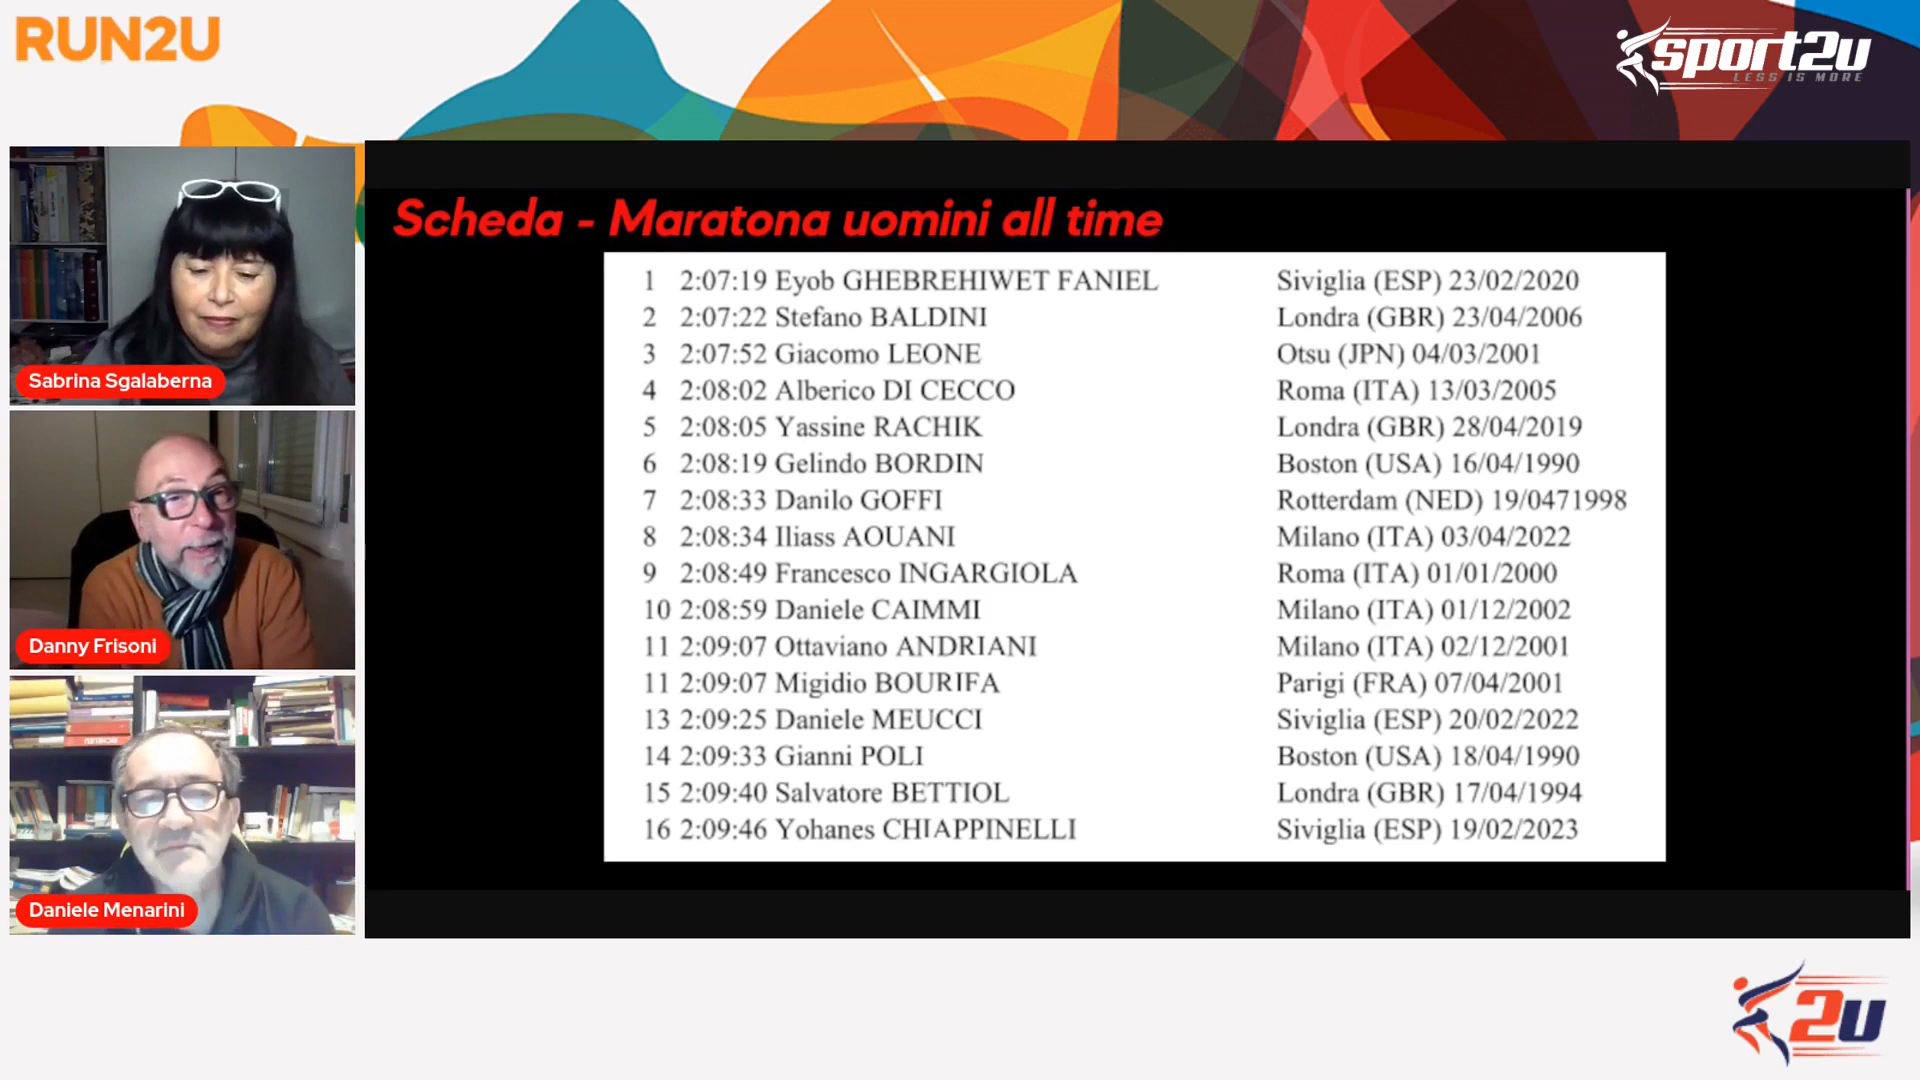 RUN2U
sport2u
LESS IS MORE
Scheda - Maratona uomini all time
1 2:07:19 Eyob GHEBREHIWET FANIEL Siviglia (ESP) 23/02/2020
2 2:07:22 Stefano BALDINI Londra (GBR) 23/04/2006
3 2:07:52 Giacomo LEONE Otsu (JPN) 04/03/2001
4 2:08:02 Alberico DI CECCO Roma (ITA) 13/03/2005
5 2:08:05 Yassine RACHIK Londra (GBR) 28/04/2019
6 2:08:19 Gelindo BORDIN Boston (USA) 16/04/1990
7 2:08:33 Danilo GOFFI Rotterdam (NED) 19/0471998
8 2:08:34 Iliass AOUANI Milano (ITA) 03/04/2022
9 2:08:49 Francesco INGARGIOLA Roma (ITA) 01/01/2000
10 2:08:59 Daniele CAIMMI Milano (ITA) 01/12/2002
11 2:09:07 Ottaviano ANDRIANI Milano (ITA) 02/12/2001
11 2:09:07 Migidio BOURIFA Parigi (FRA) 07/04/2001
13 2:09:25 Daniele MEUCCI Siviglia (ESP) 20/02/2022
14 2:09:33 Gianni POLI Boston (USA) 18/04/1990
15 2:09:40 Salvatore BETTIOL Londra (GBR) 17/04/1994
16 2:09:46 Yohanes CHIAPPINELLI Siviglia (ESP) 19/02/2023
Sabrina Sgalaberna
Danny Frisoni
Daniele Menarini
2u